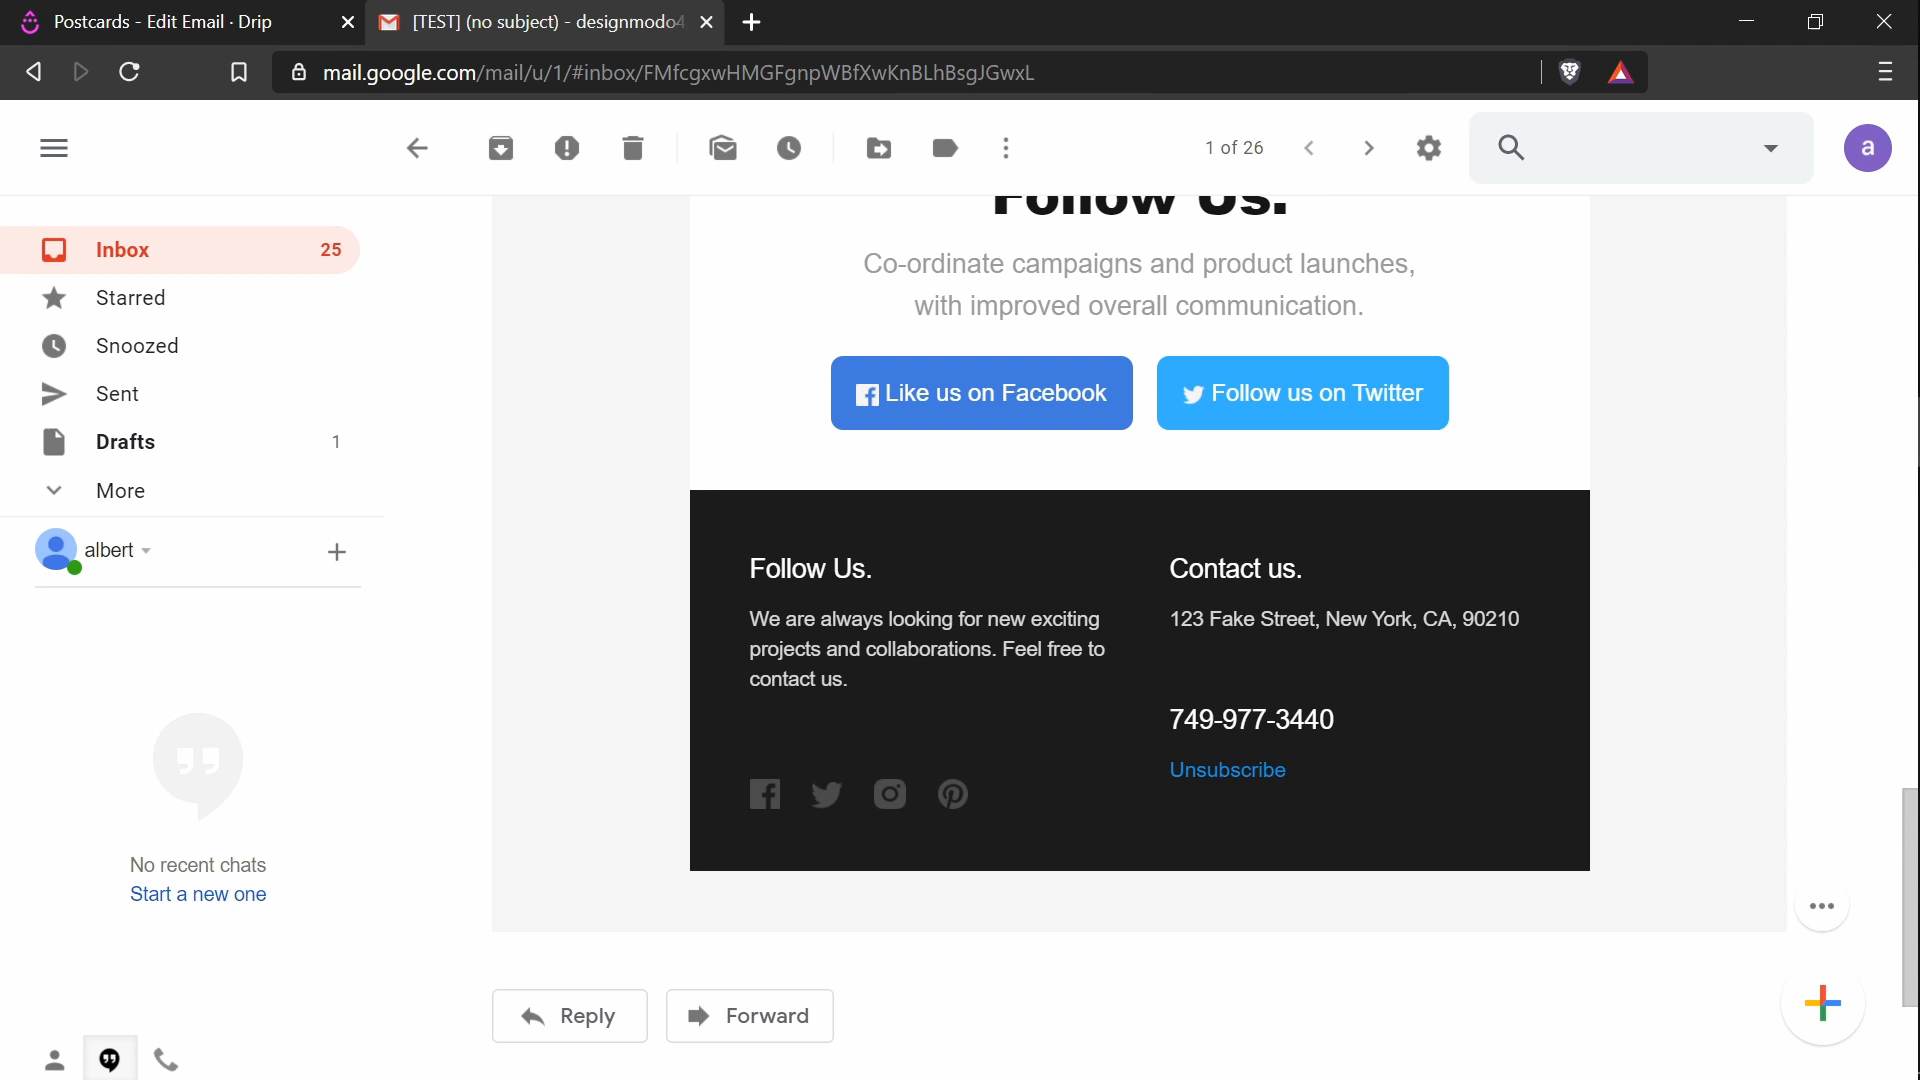 Postcards - Edit Email · Drip
[TEST] (no subject) - designmodo4
mail.google.com/mail/u/1/#inbox/FMfcgxwHMGFgnpWBfXwKnBLhBsgJGwxL
1 of 26
a
Inbox 25
Starred
Snoozed
Sent
Drafts 1
More
albert
No recent chats
Start a new one
Follow Us.
Co-ordinate campaigns and product launches,
with improved overall communication.
Like us on Facebook
Follow us on Twitter
Follow Us.
We are always looking for new exciting
projects and collaborations. Feel free to
contact us.
Contact us.
123 Fake Street, New York, CA, 90210
749-977-3440
Unsubscribe
Reply
Forward